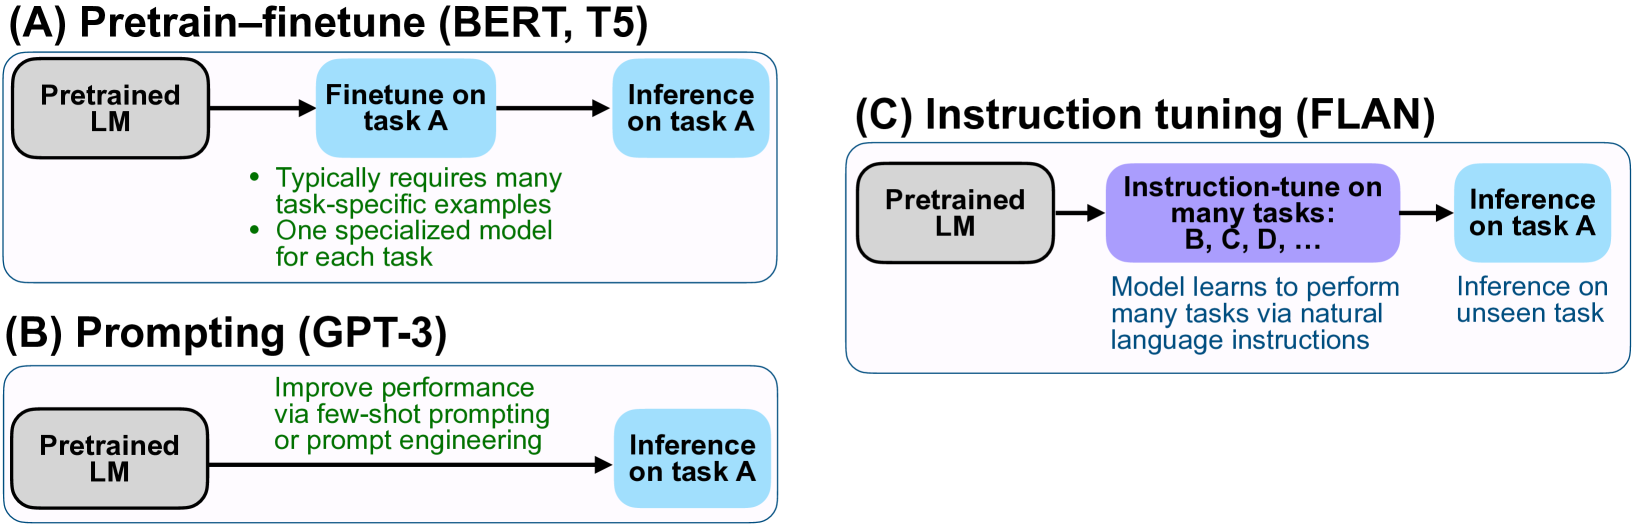 (A) Pretrain–finetune (BERT, T5)
Pretrained
LM
Finetune on
task A
Inference
on task A
• Typically requires many
task-specific examples
• One specialized model
for each task
(B) Prompting (GPT-3)
Improve performance
via few-shot prompting
or prompt engineering
Pretrained
LM
Inference
on task A
(C) Instruction tuning (FLAN)
Pretrained
LM
Instruction-tune on
many tasks:
B, C, D, …
Inference
on task A
Model learns to perform
many tasks via natural
language instructions
Inference on
unseen task